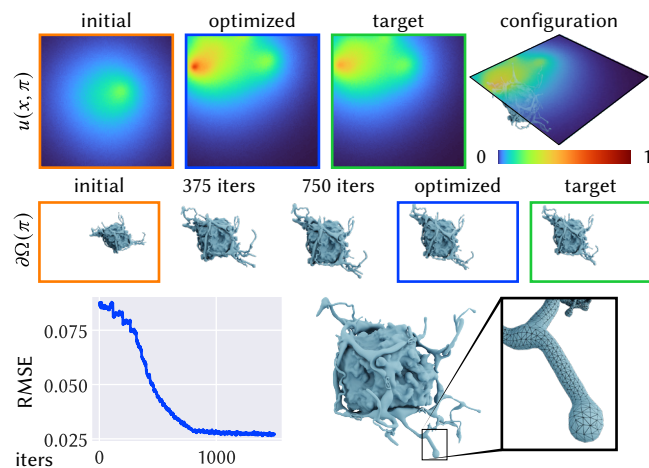 initial optimized target configuration
u(x, π)
0 1
initial 375 iters 750 iters optimized target
∂Ω(π)
RMSE
0.075
0.050
0.025
iters 0 1000